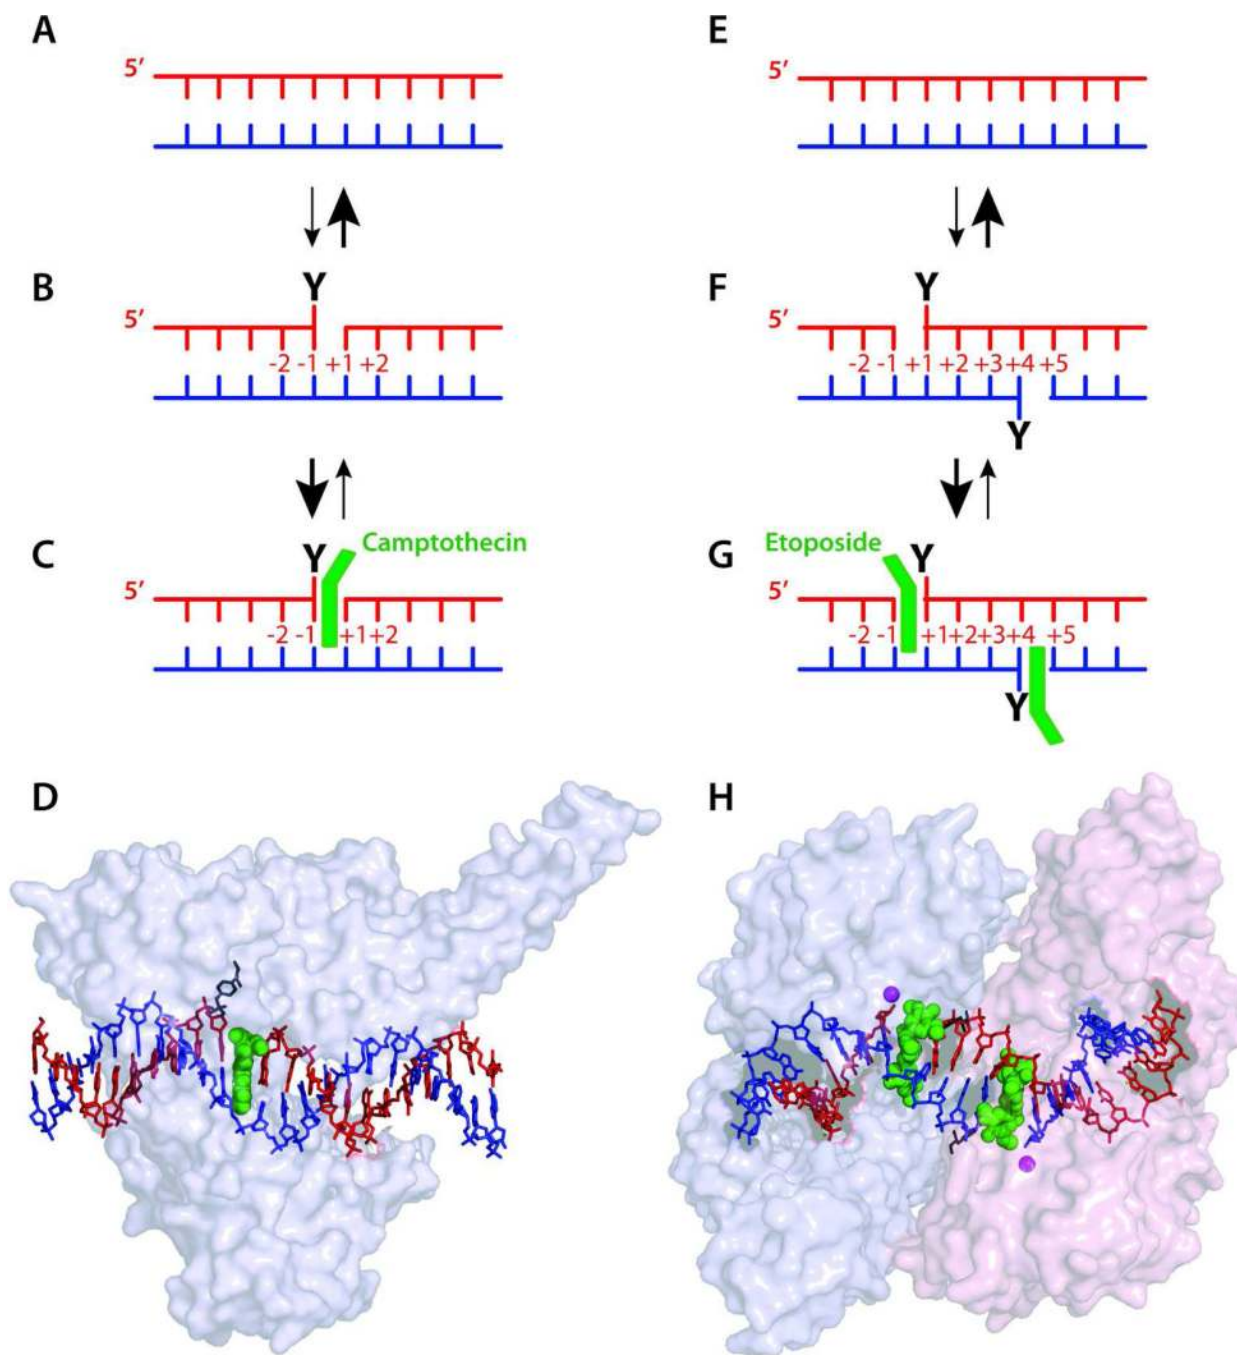 A
5′
B
Y
5′
-2 -1 +1 +2
C
Y
Camptothecin
5′
-2 -1 +1 +2
D
E
5′
F
Y
5′
-2 -1 +1 +2 +3 +4 +5
Y
G
Etoposide
Y
5′
-2 -1 +1 +2 +3 +4 +5
Y
H